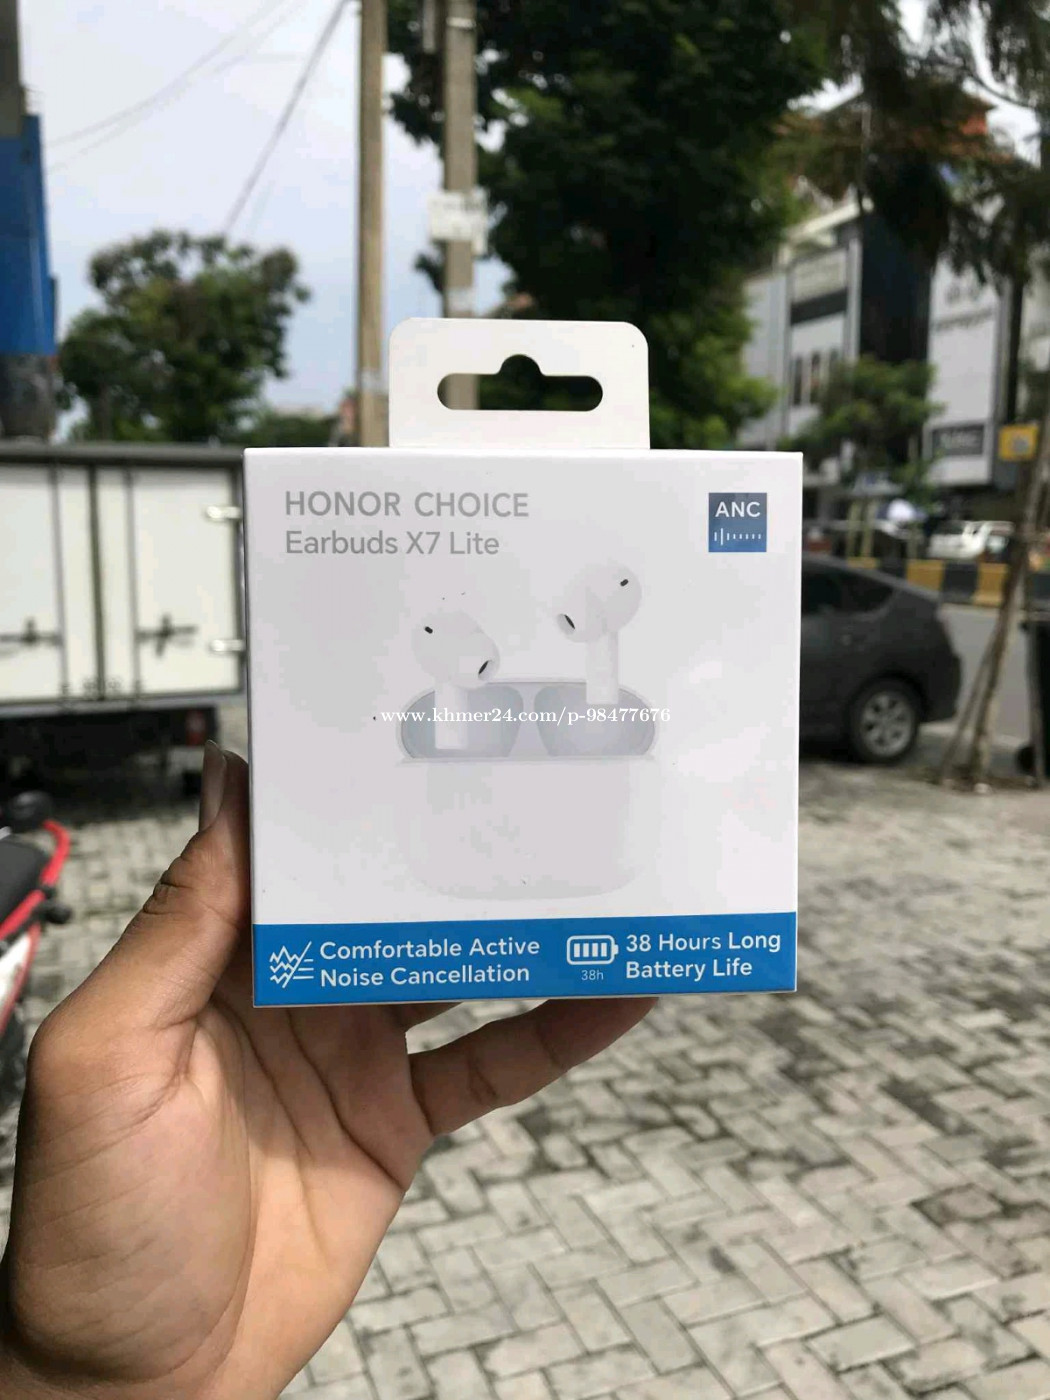 HONOR CHOICE
Earbuds X7 Lite
ANC
www.khmer24.com/p-98477676
Comfortable Active
Noise Cancellation
38h
38 Hours Long
Battery Life